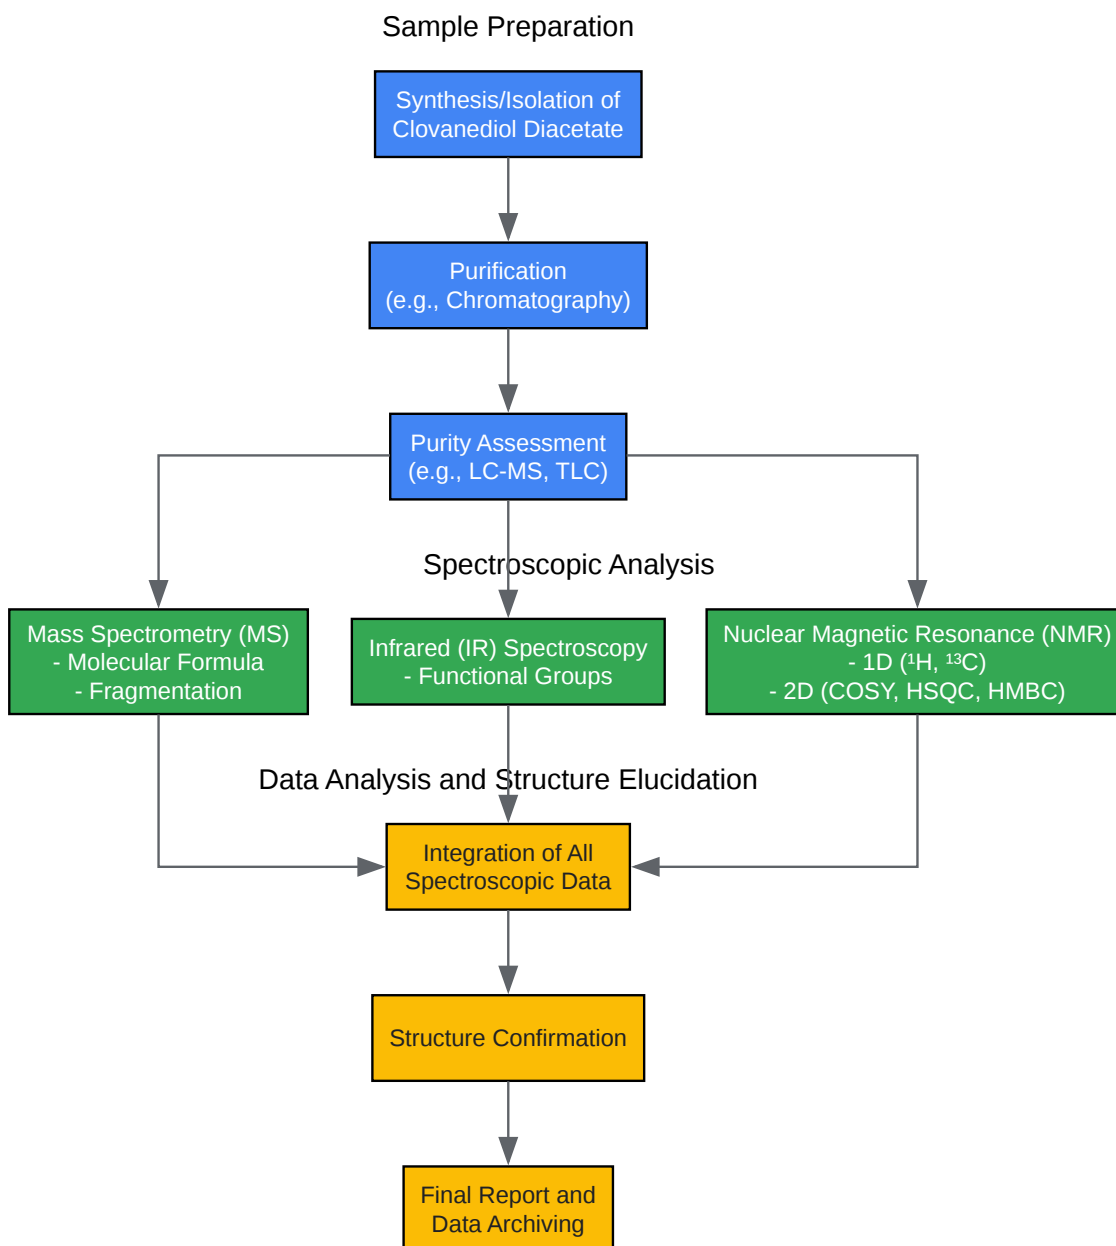 Sample Preparation
Synthesis/Isolation of
Clovanediol Diacetate
Purification
(e.g., Chromatography)
Purity Assessment
(e.g., LC-MS, TLC)
Spectroscopic Analysis
Mass Spectrometry (MS)
- Molecular Formula
- Fragmentation
Infrared (IR) Spectroscopy
- Functional Groups
Nuclear Magnetic Resonance (NMR)
- 1D (¹H, ¹³C)
- 2D (COSY, HSQC, HMBC)
Data Analysis and Structure Elucidation
Integration of All
Spectroscopic Data
Structure Confirmation
Final Report and
Data Archiving